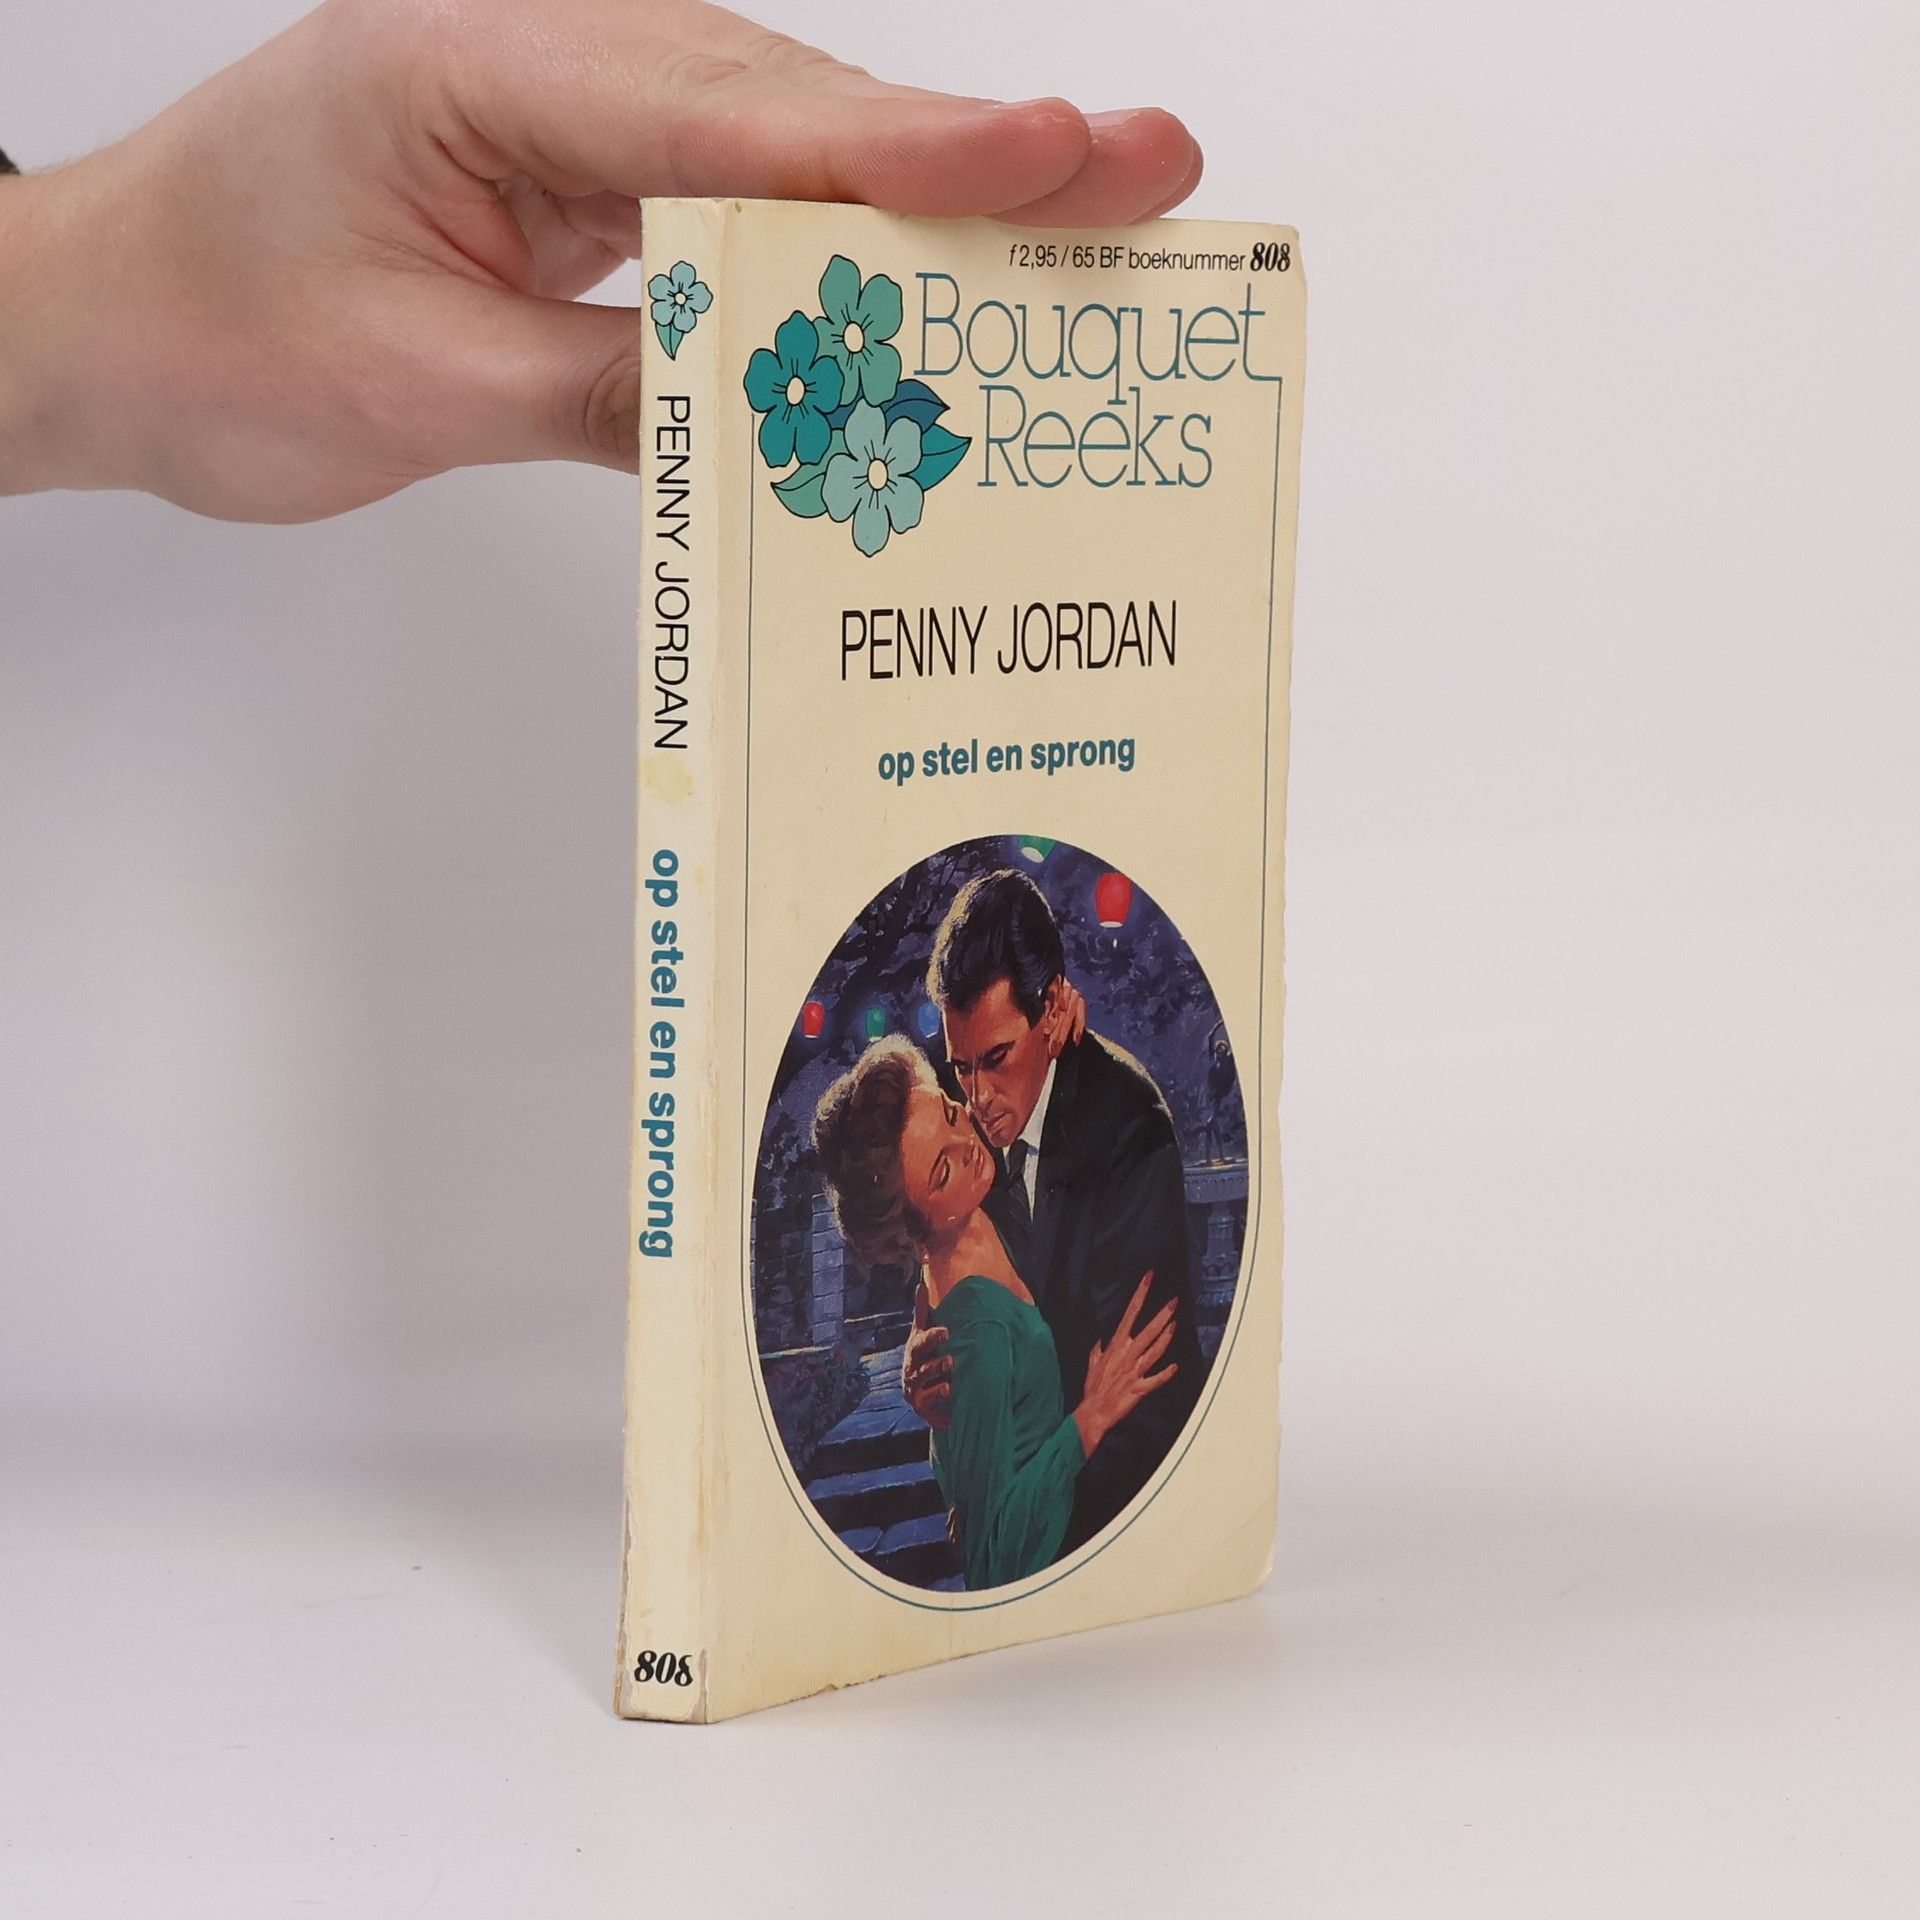 f 2,95 / 65 BF boeknummer 808
Bouquet
Reeks
PENNY JORDAN
op stel en sprong
PENNY JORDAN
op stel en sprong
808